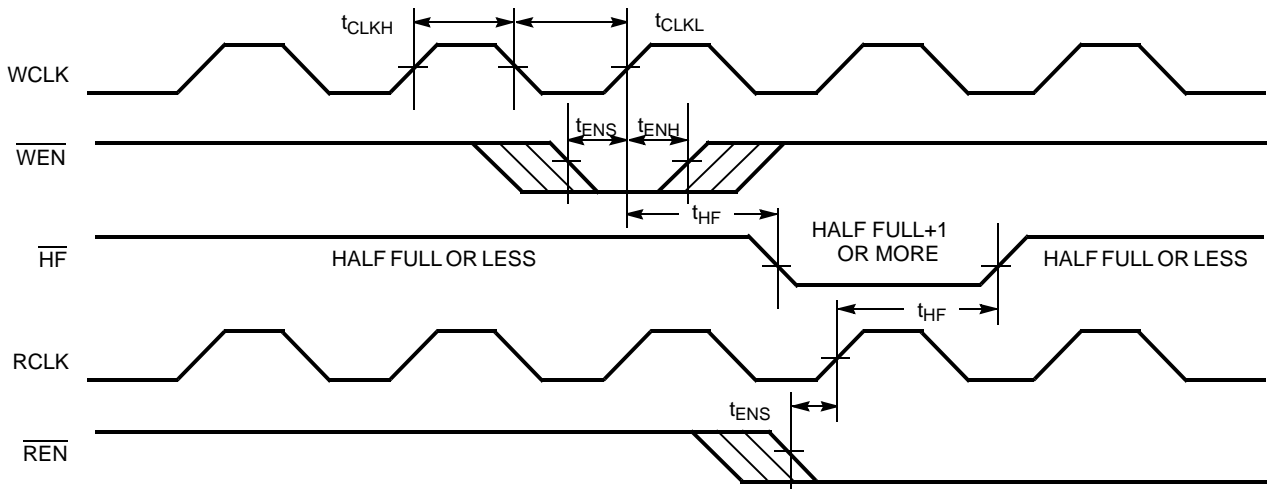 tCLKH
tCLKL
WCLK
tENS
tENH
WEN
tHF
HALF FULL+1
OR MORE
HF
HALF FULL OR LESS
HALF FULL OR LESS
tHF
RCLK
tENS
REN